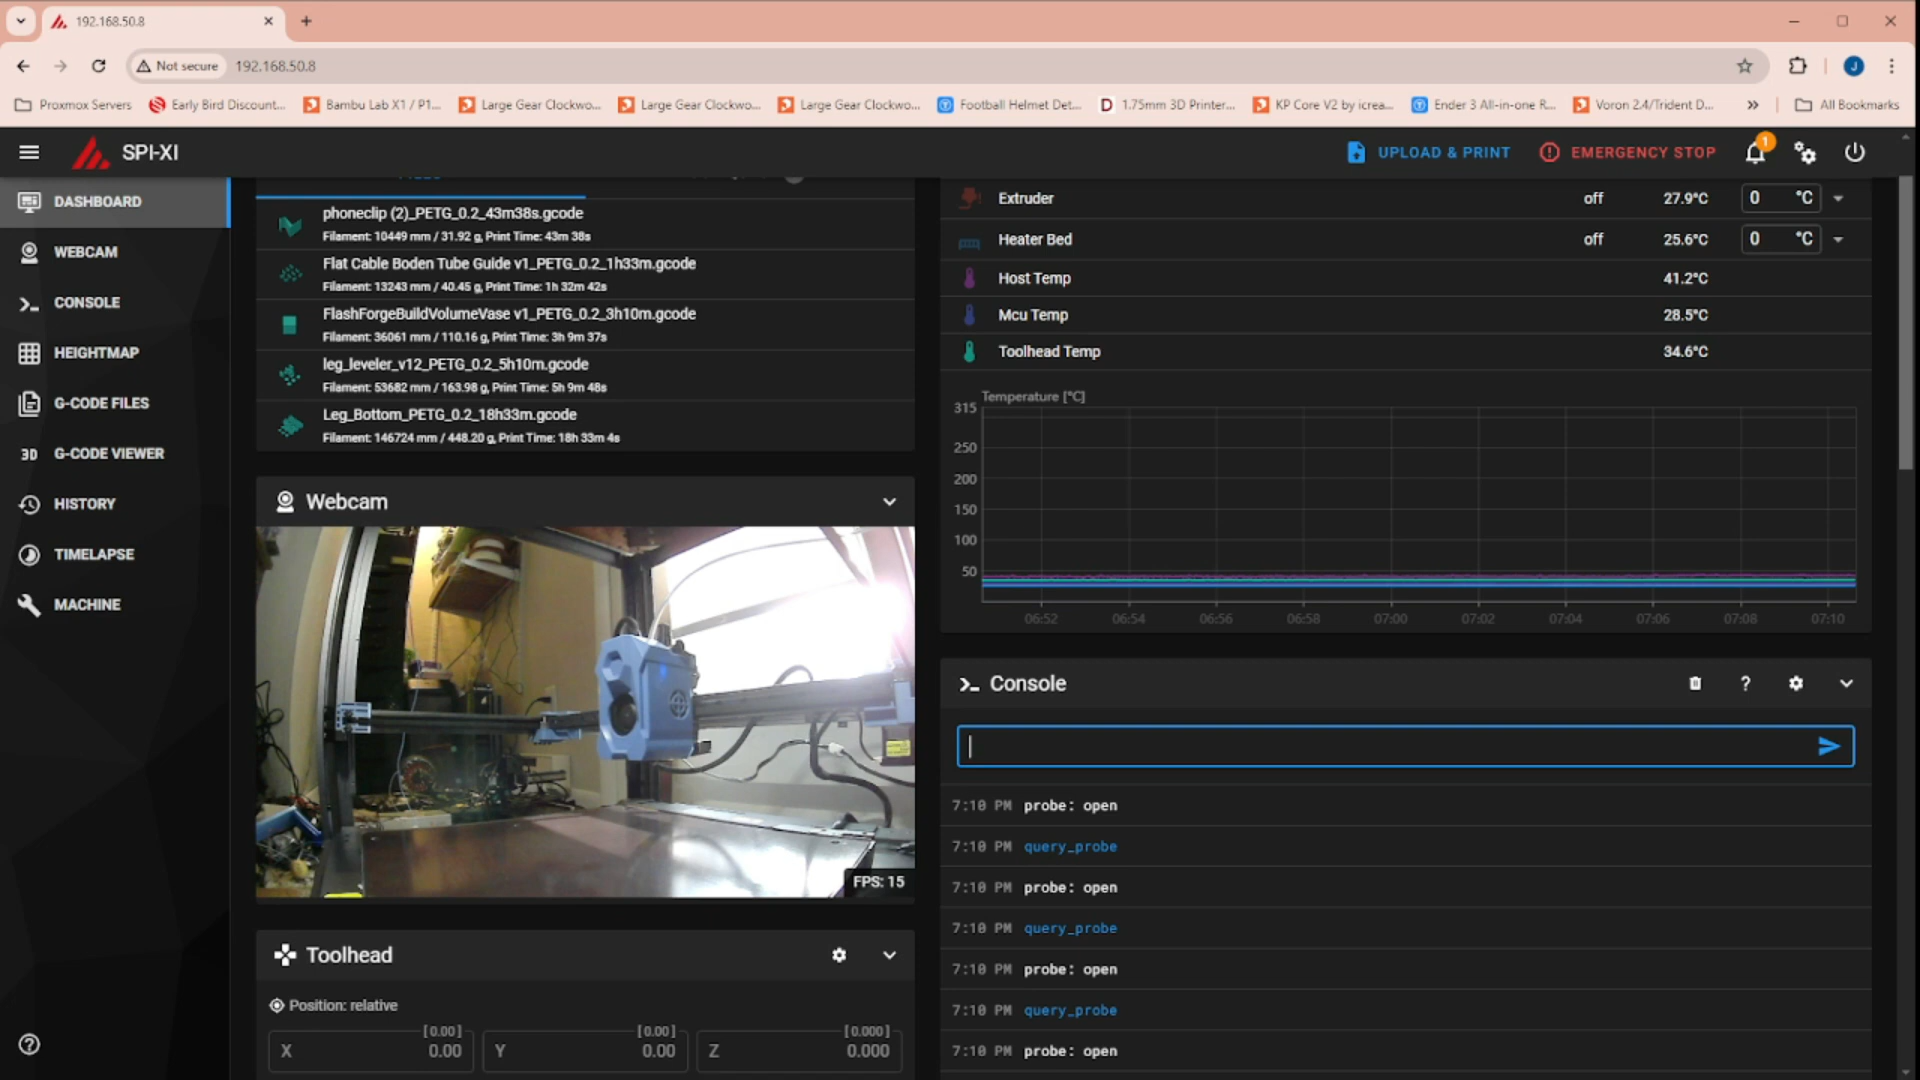 192.168.50.8
Not secure
192.168.50.8
Proxmox Servers
Early Bird Discount...
Bambu Lab X1 / P1...
Large Gear Clockwo...
Large Gear Clockwo...
Large Gear Clockwo...
Football Helmet Det...
1.75mm 3D Printer...
KP Core V2 by icrea...
Ender 3 All-in-one R...
Voron 2.4/Trident D...
All Bookmarks
SPI-XI
UPLOAD & PRINT
EMERGENCY STOP
1
J
DASHBOARD
WEBCAM
CONSOLE
HEIGHTMAP
G-CODE FILES
3D G-CODE VIEWER
HISTORY
TIMELAPSE
MACHINE
phoneclip (2)_PETG_0.2_43m38s.gcode
Filament: 10449 mm / 31.92 g, Print Time: 43m 38s
Flat Cable Boden Tube Guide v1_PETG_0.2_1h33m.gcode
Filament: 13243 mm / 40.45 g, Print Time: 1h 32m 42s
FlashForgeBuildVolumeVase v1_PETG_0.2_3h10m.gcode
Filament: 36061 mm / 110.16 g, Print Time: 3h 9m 37s
leg_leveler_v12_PETG_0.2_5h10m.gcode
Filament: 53682 mm / 163.98 g, Print Time: 5h 9m 48s
Leg_Bottom_PETG_0.2_18h33m.gcode
Filament: 146724 mm / 448.20 g, Print Time: 18h 33m 4s
Webcam
FPS: 15
Toolhead
Position: relative
[0.00] [0.00] [0.000]
X 0.00 Y 0.00 Z 0.000
Extruder off 27.9°C 0 °C
Heater Bed off 25.6°C 0 °C
Host Temp 41.2°C
Mcu Temp 28.5°C
Toolhead Temp 34.6°C
Temperature [°C]
315
250
200
150
100
50
06:52 06:54 06:56 06:58 07:00 07:02 07:04 07:06 07:08 07:10
Console
7:10 PM probe: open
7:10 PM query_probe
7:10 PM probe: open
7:10 PM query_probe
7:10 PM probe: open
7:10 PM query_probe
7:10 PM probe: open